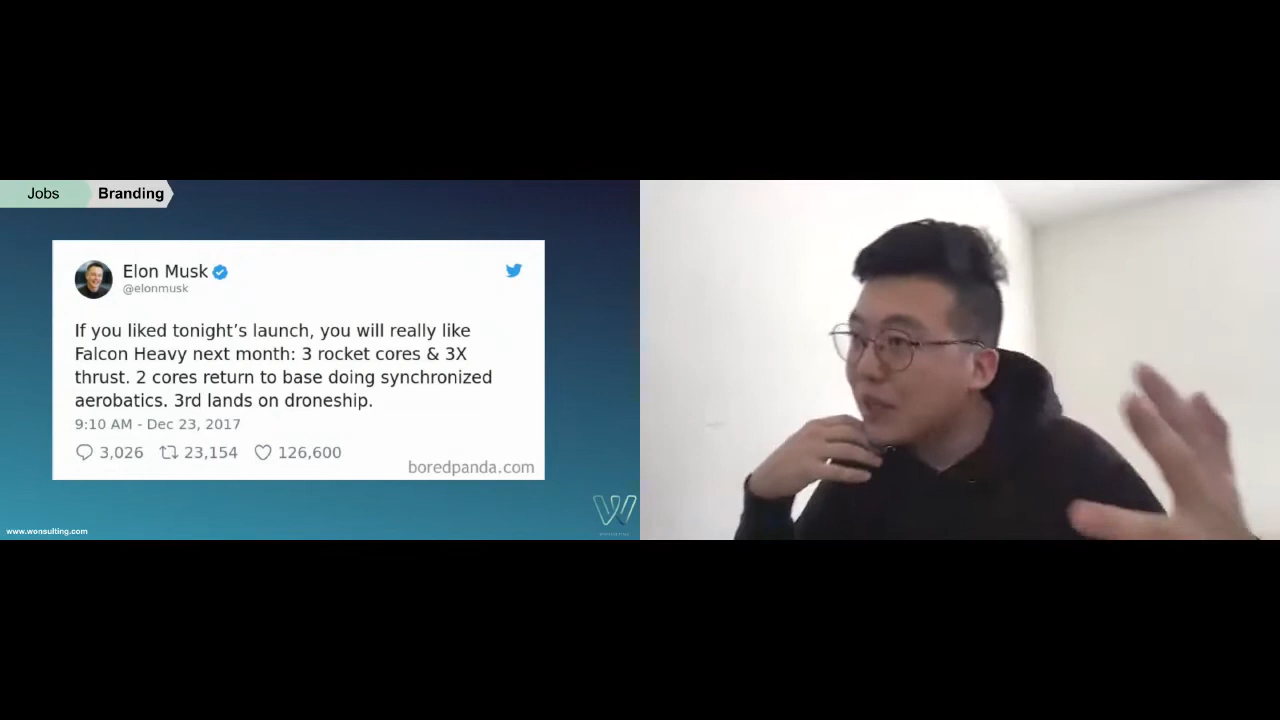 Jobs
Branding
Elon Musk
@elonmusk
If you liked tonight’s launch, you will really like
Falcon Heavy next month: 3 rocket cores & 3X
thrust. 2 cores return to base doing synchronized
aerobatics. 3rd lands on droneship.
9:10 AM - Dec 23, 2017
3,026 23,154 126,600
boredpanda.com
www.wonsulting.com